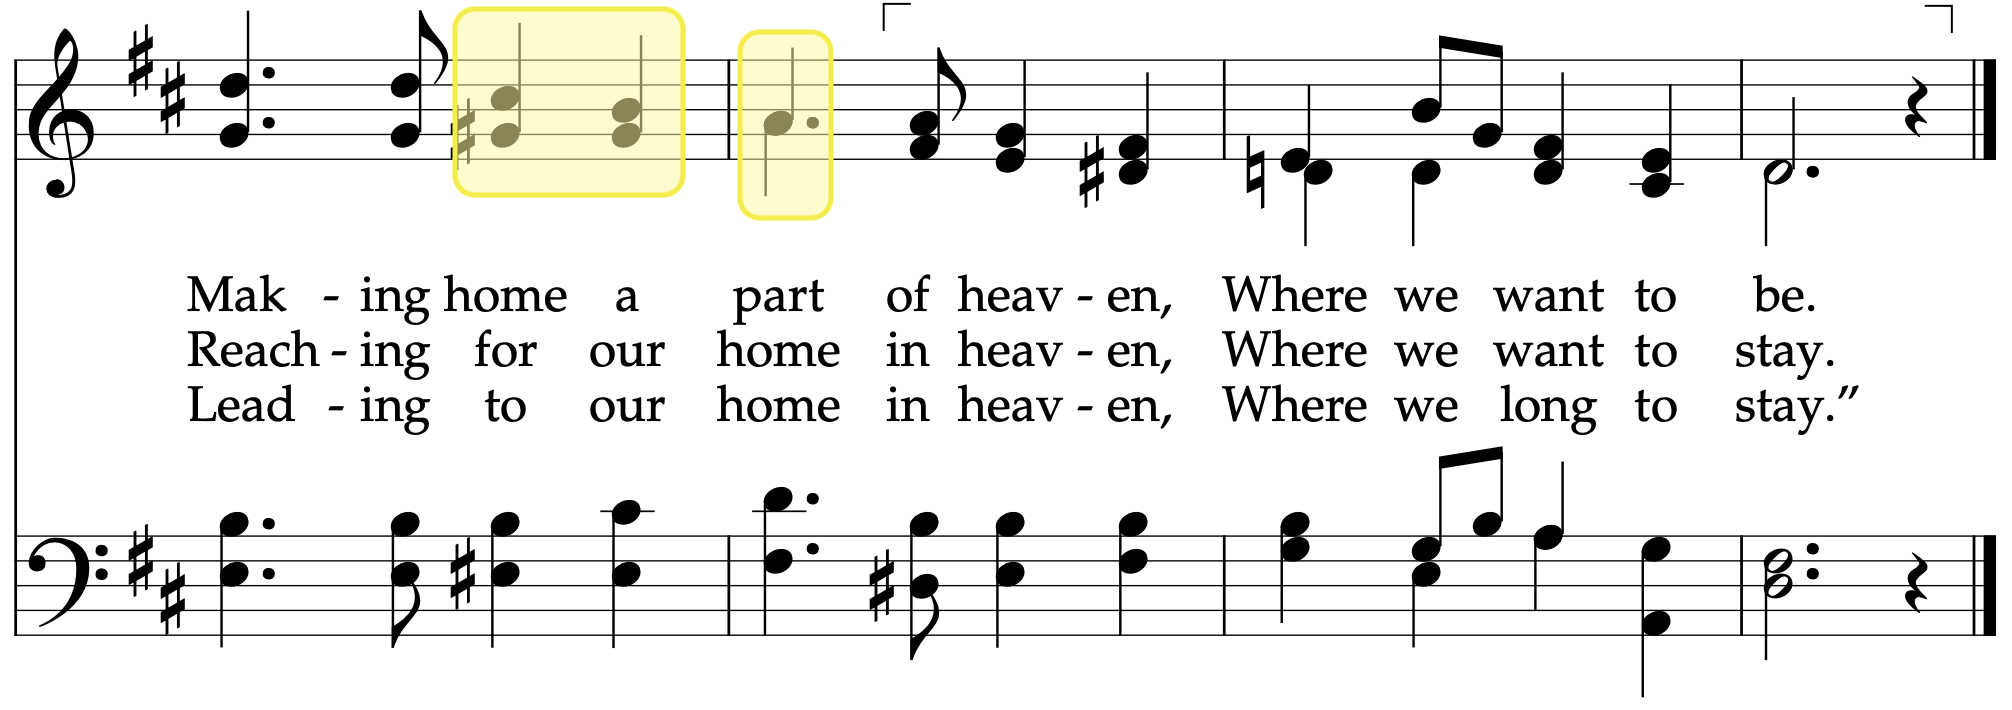 Mak - ing home a part of heav - en, Where we want to be.
Reach - ing for our home in heav - en, Where we want to stay.
Lead - ing to our home in heav - en, Where we long to stay.”